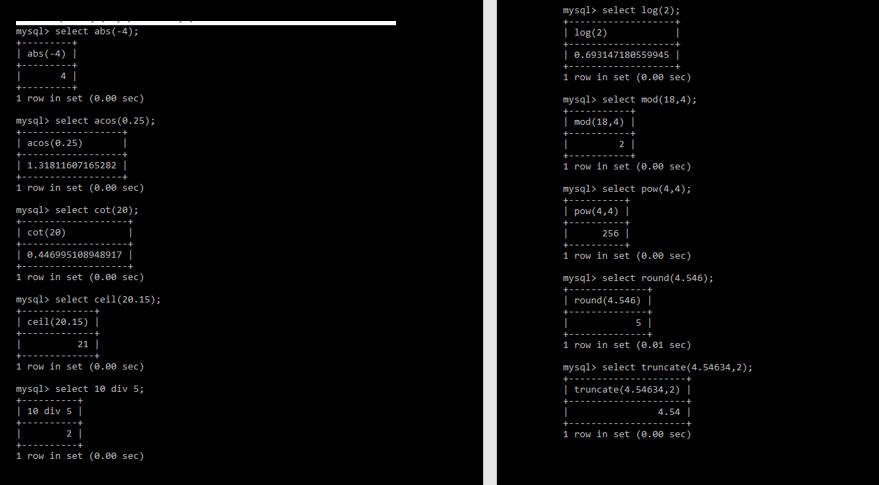 mysql> select abs(-4);
+---------+
| abs(-4) |
+---------+
|       4 |
+---------+
1 row in set (0.00 sec)
mysql> select acos(0.25);
+------------------+
| acos(0.25)       |
+------------------+
| 1.31811607165282 |
+------------------+
1 row in set (0.00 sec)
mysql> select cot(20);
+-------------------+
| cot(20)           |
+-------------------+
| 0.446995108948917 |
+-------------------+
1 row in set (0.00 sec)
mysql> select ceil(20.15);
+-------------+
| ceil(20.15) |
+-------------+
|          21 |
+-------------+
1 row in set (0.00 sec)
mysql> select 10 div 5;
+----------+
| 10 div 5 |
+----------+
|        2 |
+----------+
1 row in set (0.00 sec)
mysql> select log(2);
+-------------------+
| log(2)            |
+-------------------+
| 0.693147180559945 |
+-------------------+
1 row in set (0.00 sec)
mysql> select mod(18,4);
+-----------+
| mod(18,4) |
+-----------+
|         2 |
+-----------+
1 row in set (0.00 sec)
mysql> select pow(4,4);
+----------+
| pow(4,4) |
+----------+
|      256 |
+----------+
1 row in set (0.00 sec)
mysql> select round(4.546);
+--------------+
| round(4.546) |
+--------------+
|            5 |
+--------------+
1 row in set (0.01 sec)
mysql> select truncate(4.54634,2);
+---------------------+
| truncate(4.54634,2) |
+---------------------+
|                4.54 |
+---------------------+
1 row in set (0.00 sec)